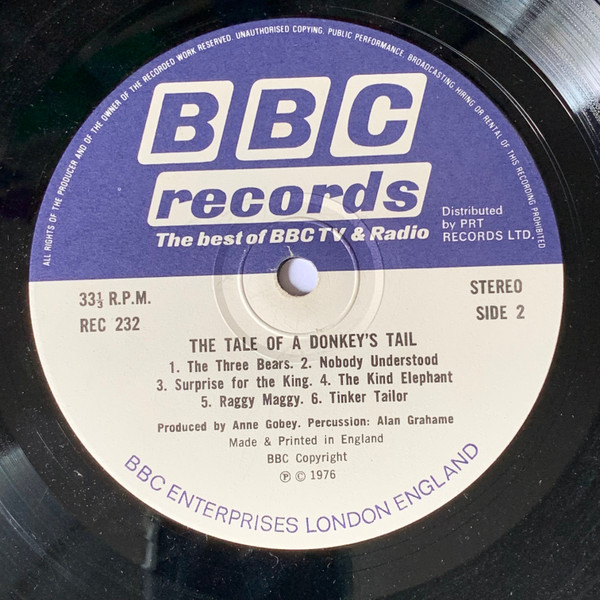 ALL RIGHTS OF THE PRODUCER AND OF THE OWNER OF THE RECORDED WORK RESERVED. UNAUTHORISED COPYING, PUBLIC PERFORMANCE, BROADCASTING HIRING OR RENTAL OF THIS RECORDING PROHIBITED
BBC
records
The best of BBC TV & Radio
Distributed
by PRT
RECORDS LTD.
33⅓ R.P.M.
REC 232
STEREO
SIDE 2
THE TALE OF A DONKEY'S TAIL
1. The Three Bears. 2. Nobody Understood
3. Surprise for the King. 4. The Kind Elephant
5. Raggy Maggy. 6. Tinker Tailor
Produced by Anne Gobey. Percussion: Alan Grahame
Made & Printed in England
BBC Copyright
℗ © 1976
BBC ENTERPRISES LONDON ENGLAND